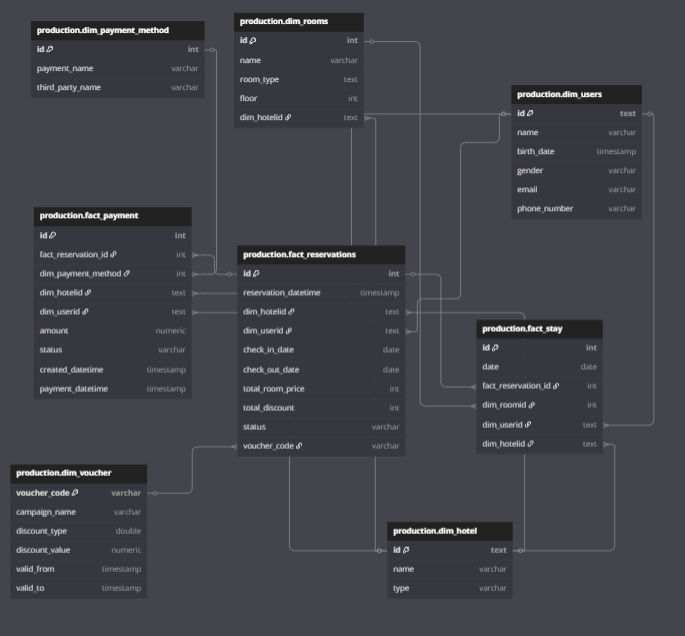 production.dim_payment_method
id int
payment_name varchar
third_party_name varchar
production.dim_rooms
id int
name varchar
room_type text
floor int
dim_hotelid text
production.dim_users
id text
name varchar
birth_date timestamp
gender varchar
email varchar
phone_number varchar
production.fact_payment
id int
fact_reservation_id int
dim_payment_method int
dim_hotelid text
dim_userid text
amount numeric
status varchar
created_datetime timestamp
payment_datetime timestamp
production.fact_reservations
id int
reservation_datetime timestamp
dim_hotelid text
dim_userid text
check_in_date date
check_out_date date
total_room_price int
total_discount int
status varchar
voucher_code varchar
production.fact_stay
id int
date date
fact_reservation_id int
dim_roomid int
dim_userid text
dim_hotelid text
production.dim_voucher
voucher_code varchar
campaign_name varchar
discount_type double
discount_value numeric
valid_from timestamp
valid_to timestamp
production.dim_hotel
id text
name varchar
type varchar